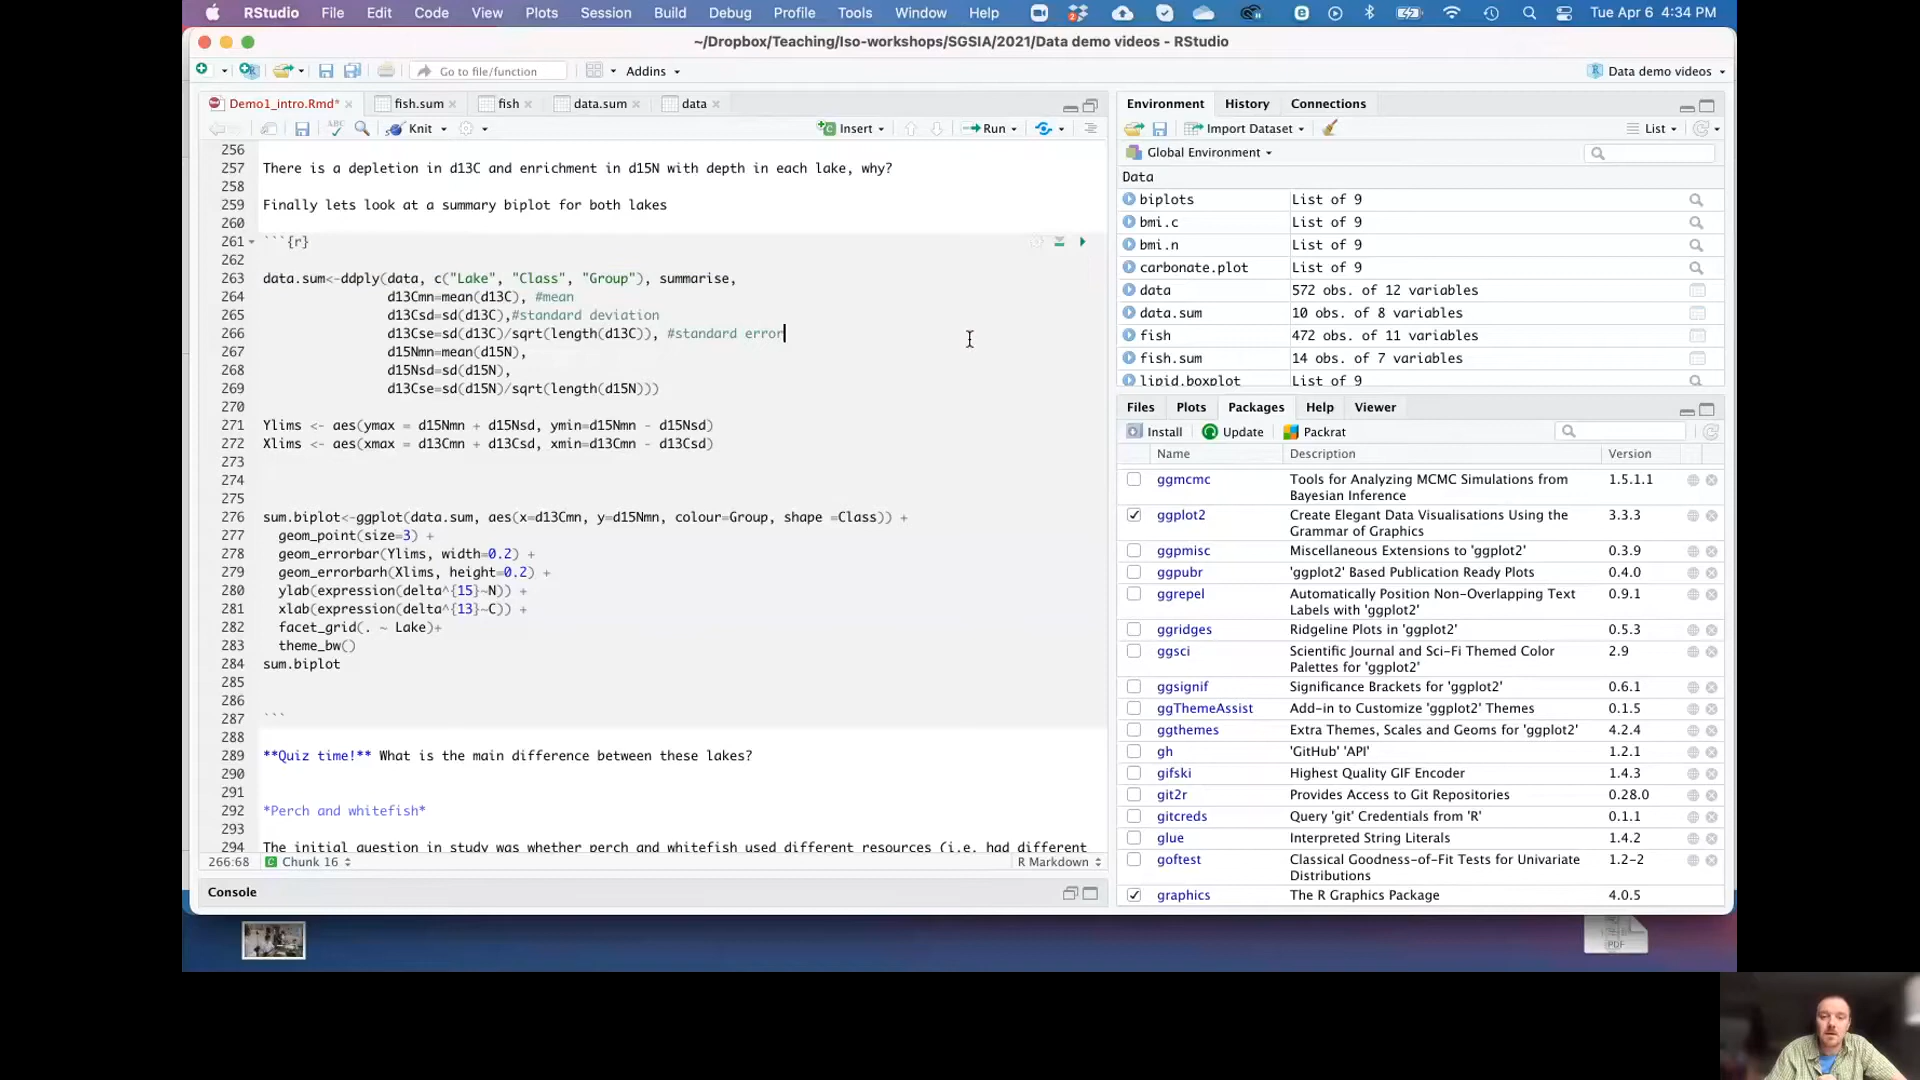 RStudio File Edit Code View Plots Session Build Debug Profile Tools Window Help Tue Apr 6 4:34 PM
~/Dropbox/Teaching/Iso-workshops/SGSIA/2021/Data demo videos - RStudio
Go to file/function Addins Data demo videos
Demo1_intro.Rmd* fish.sum fish data.sum data
ABC Knit Insert Run
256
257 There is a depletion in d13C and enrichment in d15N with depth in each lake, why?
258
259 Finally lets look at a summary biplot for both lakes
260
261 ```{r}
262
263 data.sum<-ddply(data, c("Lake", "Class", "Group"), summarise,
264 d13Cmn=mean(d13C), #mean
265 d13Csd=sd(d13C),#standard deviation
266 d13Cse=sd(d13C)/sqrt(length(d13C)), #standard error
267 d15Nmn=mean(d15N),
268 d15Nsd=sd(d15N),
269 d13Cse=sd(d15N)/sqrt(length(d15N)))
270
271 Ylims <- aes(ymax = d15Nmn + d15Nsd, ymin=d15Nmn - d15Nsd)
272 Xlims <- aes(xmax = d13Cmn + d13Csd, xmin=d13Cmn - d13Csd)
273
274
275
276 sum.biplot<-ggplot(data.sum, aes(x=d13Cmn, y=d15Nmn, colour=Group, shape =Class)) +
277 geom_point(size=3) +
278 geom_errorbar(Ylims, width=0.2) +
279 geom_errorbarh(Xlims, height=0.2) +
280 ylab(expression(delta^{15}~N)) +
281 xlab(expression(delta^{13}~C)) +
282 facet_grid(. ~ Lake)+
283 theme_bw()
284 sum.biplot
285
286
287 ```
288
289 **Quiz time!** What is the main difference between these lakes?
290
291
292 *Perch and whitefish*
293
294 The initial question in study was whether perch and whitefish used different resources (i.e. had different
266:68 Chunk 16 R Markdown
Console
Environment History Connections
Import Dataset List
Global Environment
Data
biplots List of 9
bmi.c List of 9
bmi.n List of 9
carbonate.plot List of 9
data 572 obs. of 12 variables
data.sum 10 obs. of 8 variables
fish 472 obs. of 11 variables
fish.sum 14 obs. of 7 variables
lipid.boxplot List of 9
Files Plots Packages Help Viewer
Install Update Packrat
Name Description Version
ggmcmc Tools for Analyzing MCMC Simulations from 1.5.1.1
Bayesian Inference
ggplot2 Create Elegant Data Visualisations Using the 3.3.3
Grammar of Graphics
ggpmisc Miscellaneous Extensions to 'ggplot2' 0.3.9
ggpubr 'ggplot2' Based Publication Ready Plots 0.4.0
ggrepel Automatically Position Non-Overlapping Text 0.9.1
Labels with 'ggplot2'
ggridges Ridgeline Plots in 'ggplot2' 0.5.3
ggsci Scientific Journal and Sci-Fi Themed Color 2.9
Palettes for 'ggplot2'
ggsignif Significance Brackets for 'ggplot2' 0.6.1
ggThemeAssist Add-in to Customize 'ggplot2' Themes 0.1.5
ggthemes Extra Themes, Scales and Geoms for 'ggplot2' 4.2.4
gh 'GitHub' 'API' 1.2.1
gifski Highest Quality GIF Encoder 1.4.3
git2r Provides Access to Git Repositories 0.28.0
gitcreds Query 'git' Credentials from 'R' 0.1.1
glue Interpreted String Literals 1.4.2
goftest Classical Goodness-of-Fit Tests for Univariate 1.2-2
Distributions
graphics The R Graphics Package 4.0.5
PDF